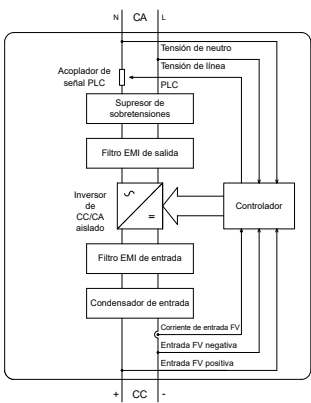 N CA L
Tensión de neutro
Acoplador de
señal PLC
Tensión de línea
PLC
Supresor de
sobretensiones
Filtro EMI de salida
Inversor
de
CC/CA
aislado
=
Controlador
Filtro EMI de entrada
Condensador de entrada
Corriente de entrada FV
Entrada FV negativa
Entrada FV positiva
+ CC -